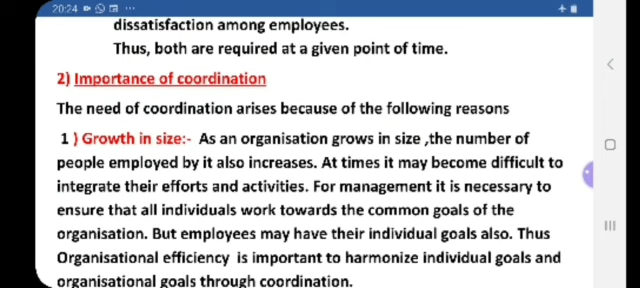 20:24
dissatisfaction among employees.
Thus, both are required at a given point of time.
2) Importance of coordination
The need of coordination arises because of the following reasons
1 ) Growth in size:- As an organisation grows in size ,the number of
people employed by it also increases. At times it may become difficult to
integrate their efforts and activities. For management it is necessary to
ensure that all individuals work towards the common goals of the
organisation. But employees may have their individual goals also. Thus
Organisational efficiency is important to harmonize individual goals and
organisational goals through coordination.